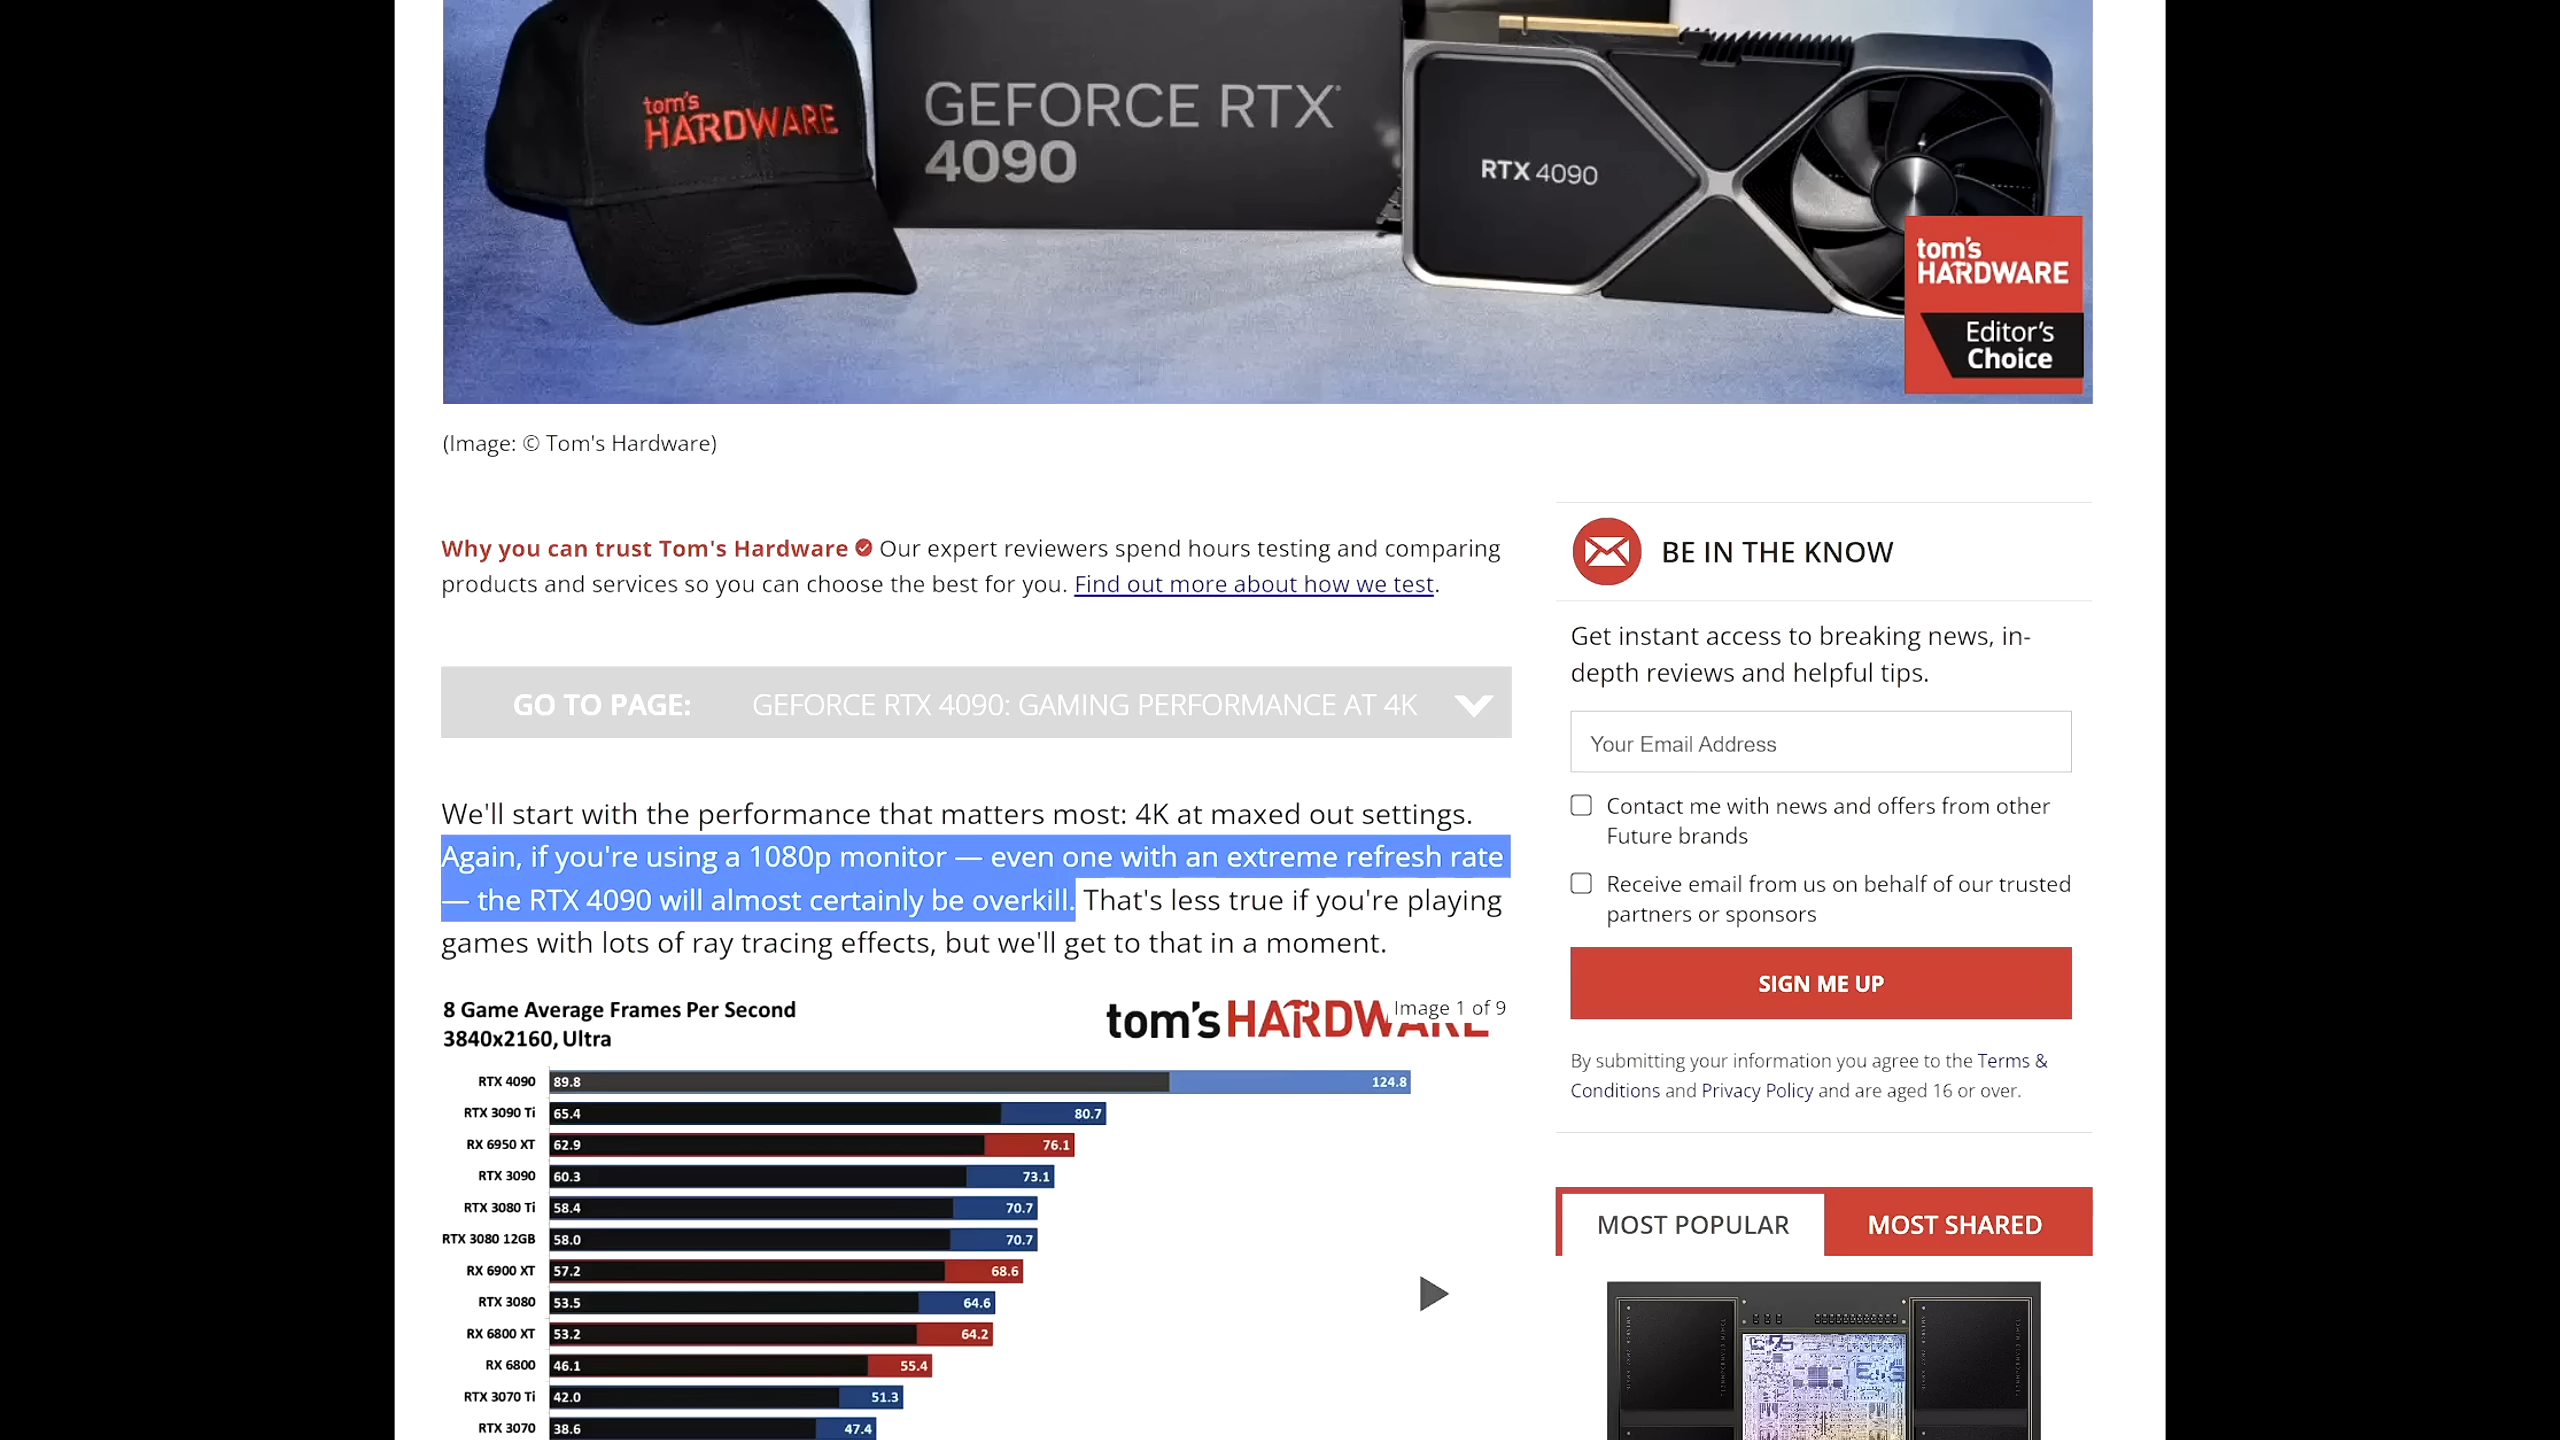 tom's
HARDWARE
GEFORCE RTX
4090
RTX 4090
tom's
HARDWARE
Editor's
Choice
(Image: © Tom's Hardware)
Why you can trust Tom's Hardware Our expert reviewers spend hours testing and comparing
products and services so you can choose the best for you. Find out more about how we test.
GO TO PAGE: GEFORCE RTX 4090: GAMING PERFORMANCE AT 4K
We'll start with the performance that matters most: 4K at maxed out settings.
Again, if you're using a 1080p monitor — even one with an extreme refresh rate
— the RTX 4090 will almost certainly be overkill. That's less true if you're playing
games with lots of ray tracing effects, but we'll get to that in a moment.
8 Game Average Frames Per Second
3840x2160, Ultra
tom's HARDWARE
Image 1 of 9
RTX 4090 89.8 124.8
RTX 3090 Ti 65.4 80.7
RX 6950 XT 62.9 76.1
RTX 3090 60.3 73.1
RTX 3080 Ti 58.4 70.7
RTX 3080 12GB 58.0 70.7
RX 6900 XT 57.2 68.6
RTX 3080 53.5 64.6
RX 6800 XT 53.2 64.2
RX 6800 46.1 55.4
RTX 3070 Ti 42.0 51.3
RTX 3070 38.6 47.4
BE IN THE KNOW
Get instant access to breaking news, in-
depth reviews and helpful tips.
Your Email Address
Contact me with news and offers from other
Future brands
Receive email from us on behalf of our trusted
partners or sponsors
SIGN ME UP
By submitting your information you agree to the Terms &
Conditions and Privacy Policy and are aged 16 or over.
MOST POPULAR
MOST SHARED